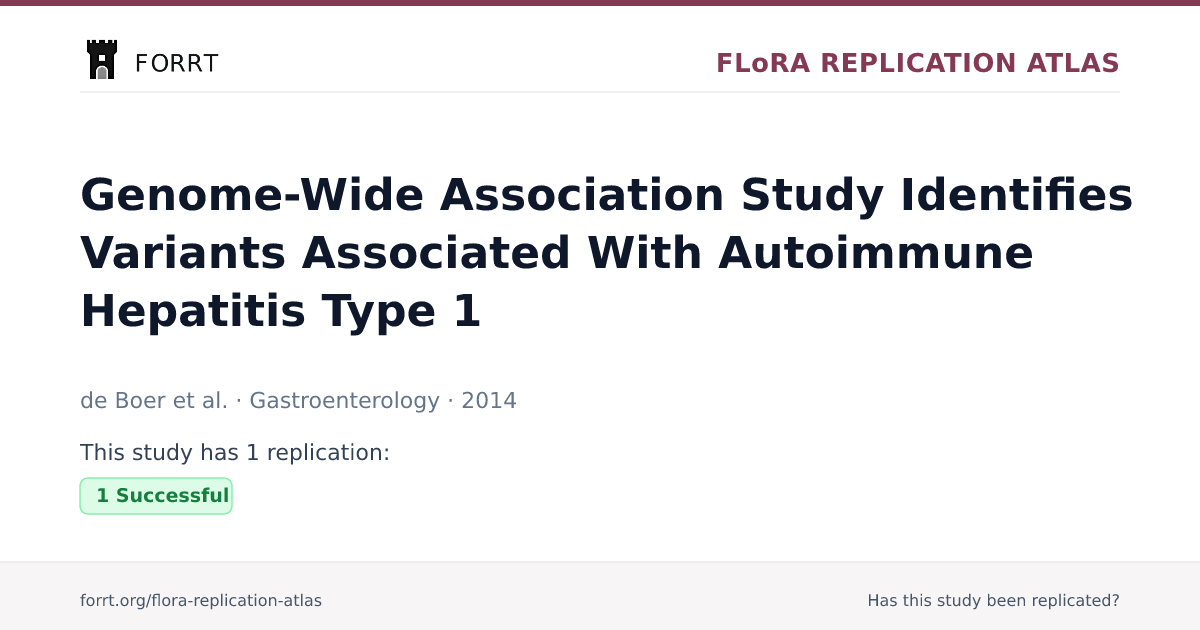 FORRT
FLoRA REPLICATION ATLAS
Genome-Wide Association Study Identifies
Variants Associated With Autoimmune
Hepatitis Type 1
de Boer et al. · Gastroenterology · 2014
This study has 1 replication:
1 Successful
forrt.org/flora-replication-atlas
Has this study been replicated?